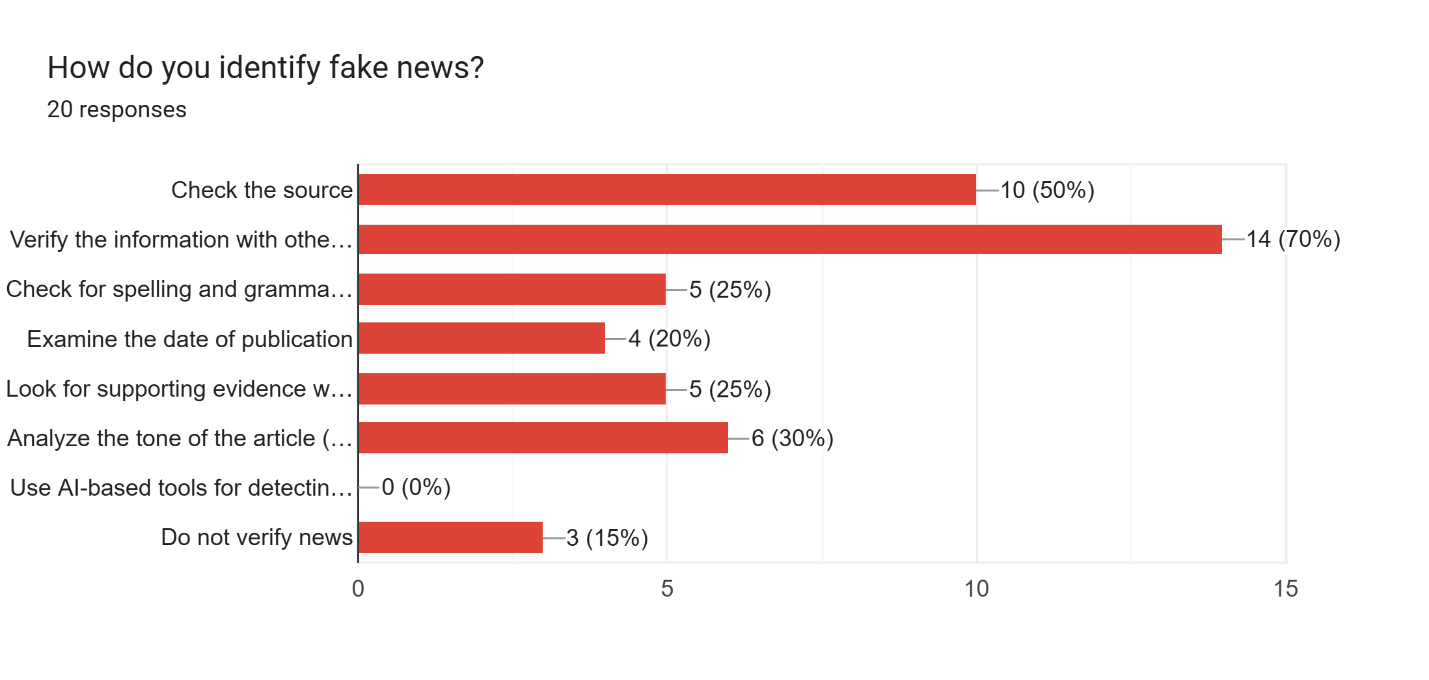 How do you identify fake news?
20 responses
Check the source 10 (50%)
Verify the information with othe… 14 (70%)
Check for spelling and gramma… 5 (25%)
Examine the date of publication 4 (20%)
Look for supporting evidence w… 5 (25%)
Analyze the tone of the article (… 6 (30%)
Use AI-based tools for detectin… 0 (0%)
Do not verify news 3 (15%)
0 5 10 15